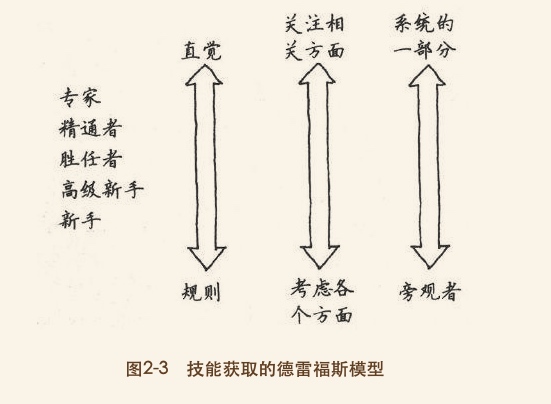 直觉
关注相
关方面
系统的
一部分
专家
精通者
胜任者
高级新手
新手
规则
考虑各
个方面
旁观者
图2-3 技能获取的德雷福斯模型